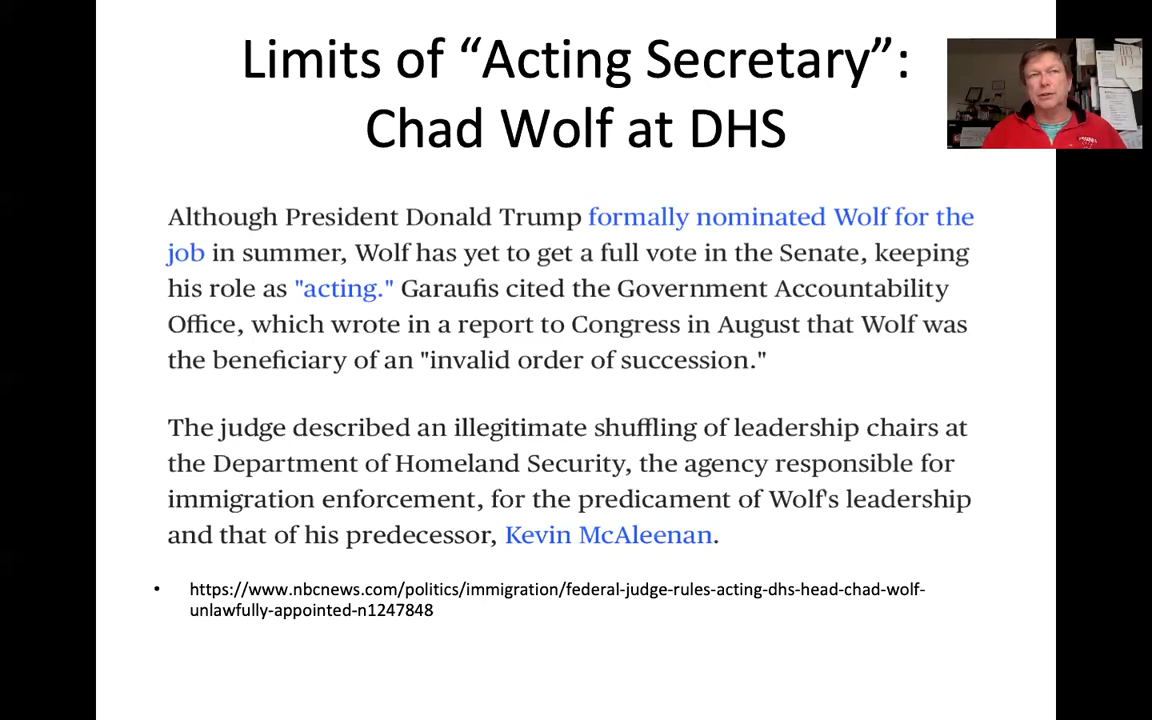 Limits of “Acting Secretary”:
Chad Wolf at DHS
Although President Donald Trump formally nominated Wolf for the
job in summer, Wolf has yet to get a full vote in the Senate, keeping
his role as "acting." Garaufis cited the Government Accountability
Office, which wrote in a report to Congress in August that Wolf was
the beneficiary of an "invalid order of succession."
The judge described an illegitimate shuffling of leadership chairs at
the Department of Homeland Security, the agency responsible for
immigration enforcement, for the predicament of Wolf's leadership
and that of his predecessor, Kevin McAleenan.
• https://www.nbcnews.com/politics/immigration/federal-judge-rules-acting-dhs-head-chad-wolf-
unlawfully-appointed-n1247848